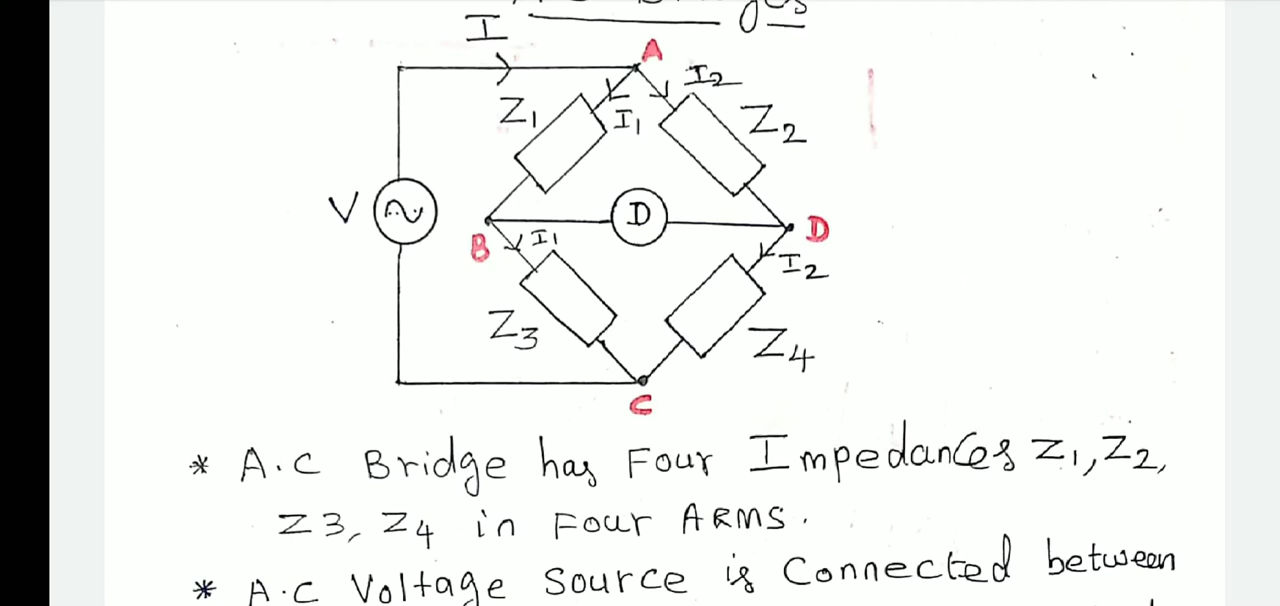 I
A
I2
Z1
I1
Z2
V
D
B
D
I1
I2
Z3
Z4
C
* A.C Bridge has Four Impedances Z1, Z2,
Z3, Z4 in Four ARMS.
* A.C Voltage Source is Connected between